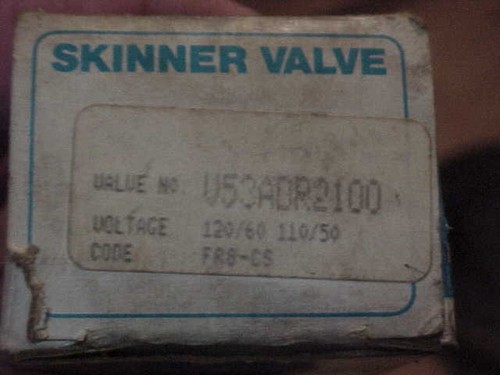 SKINNER VALVE
VALVE NO. V53ADR2100
VOLTAGE 120/60 110/50
CODE FR8-CS